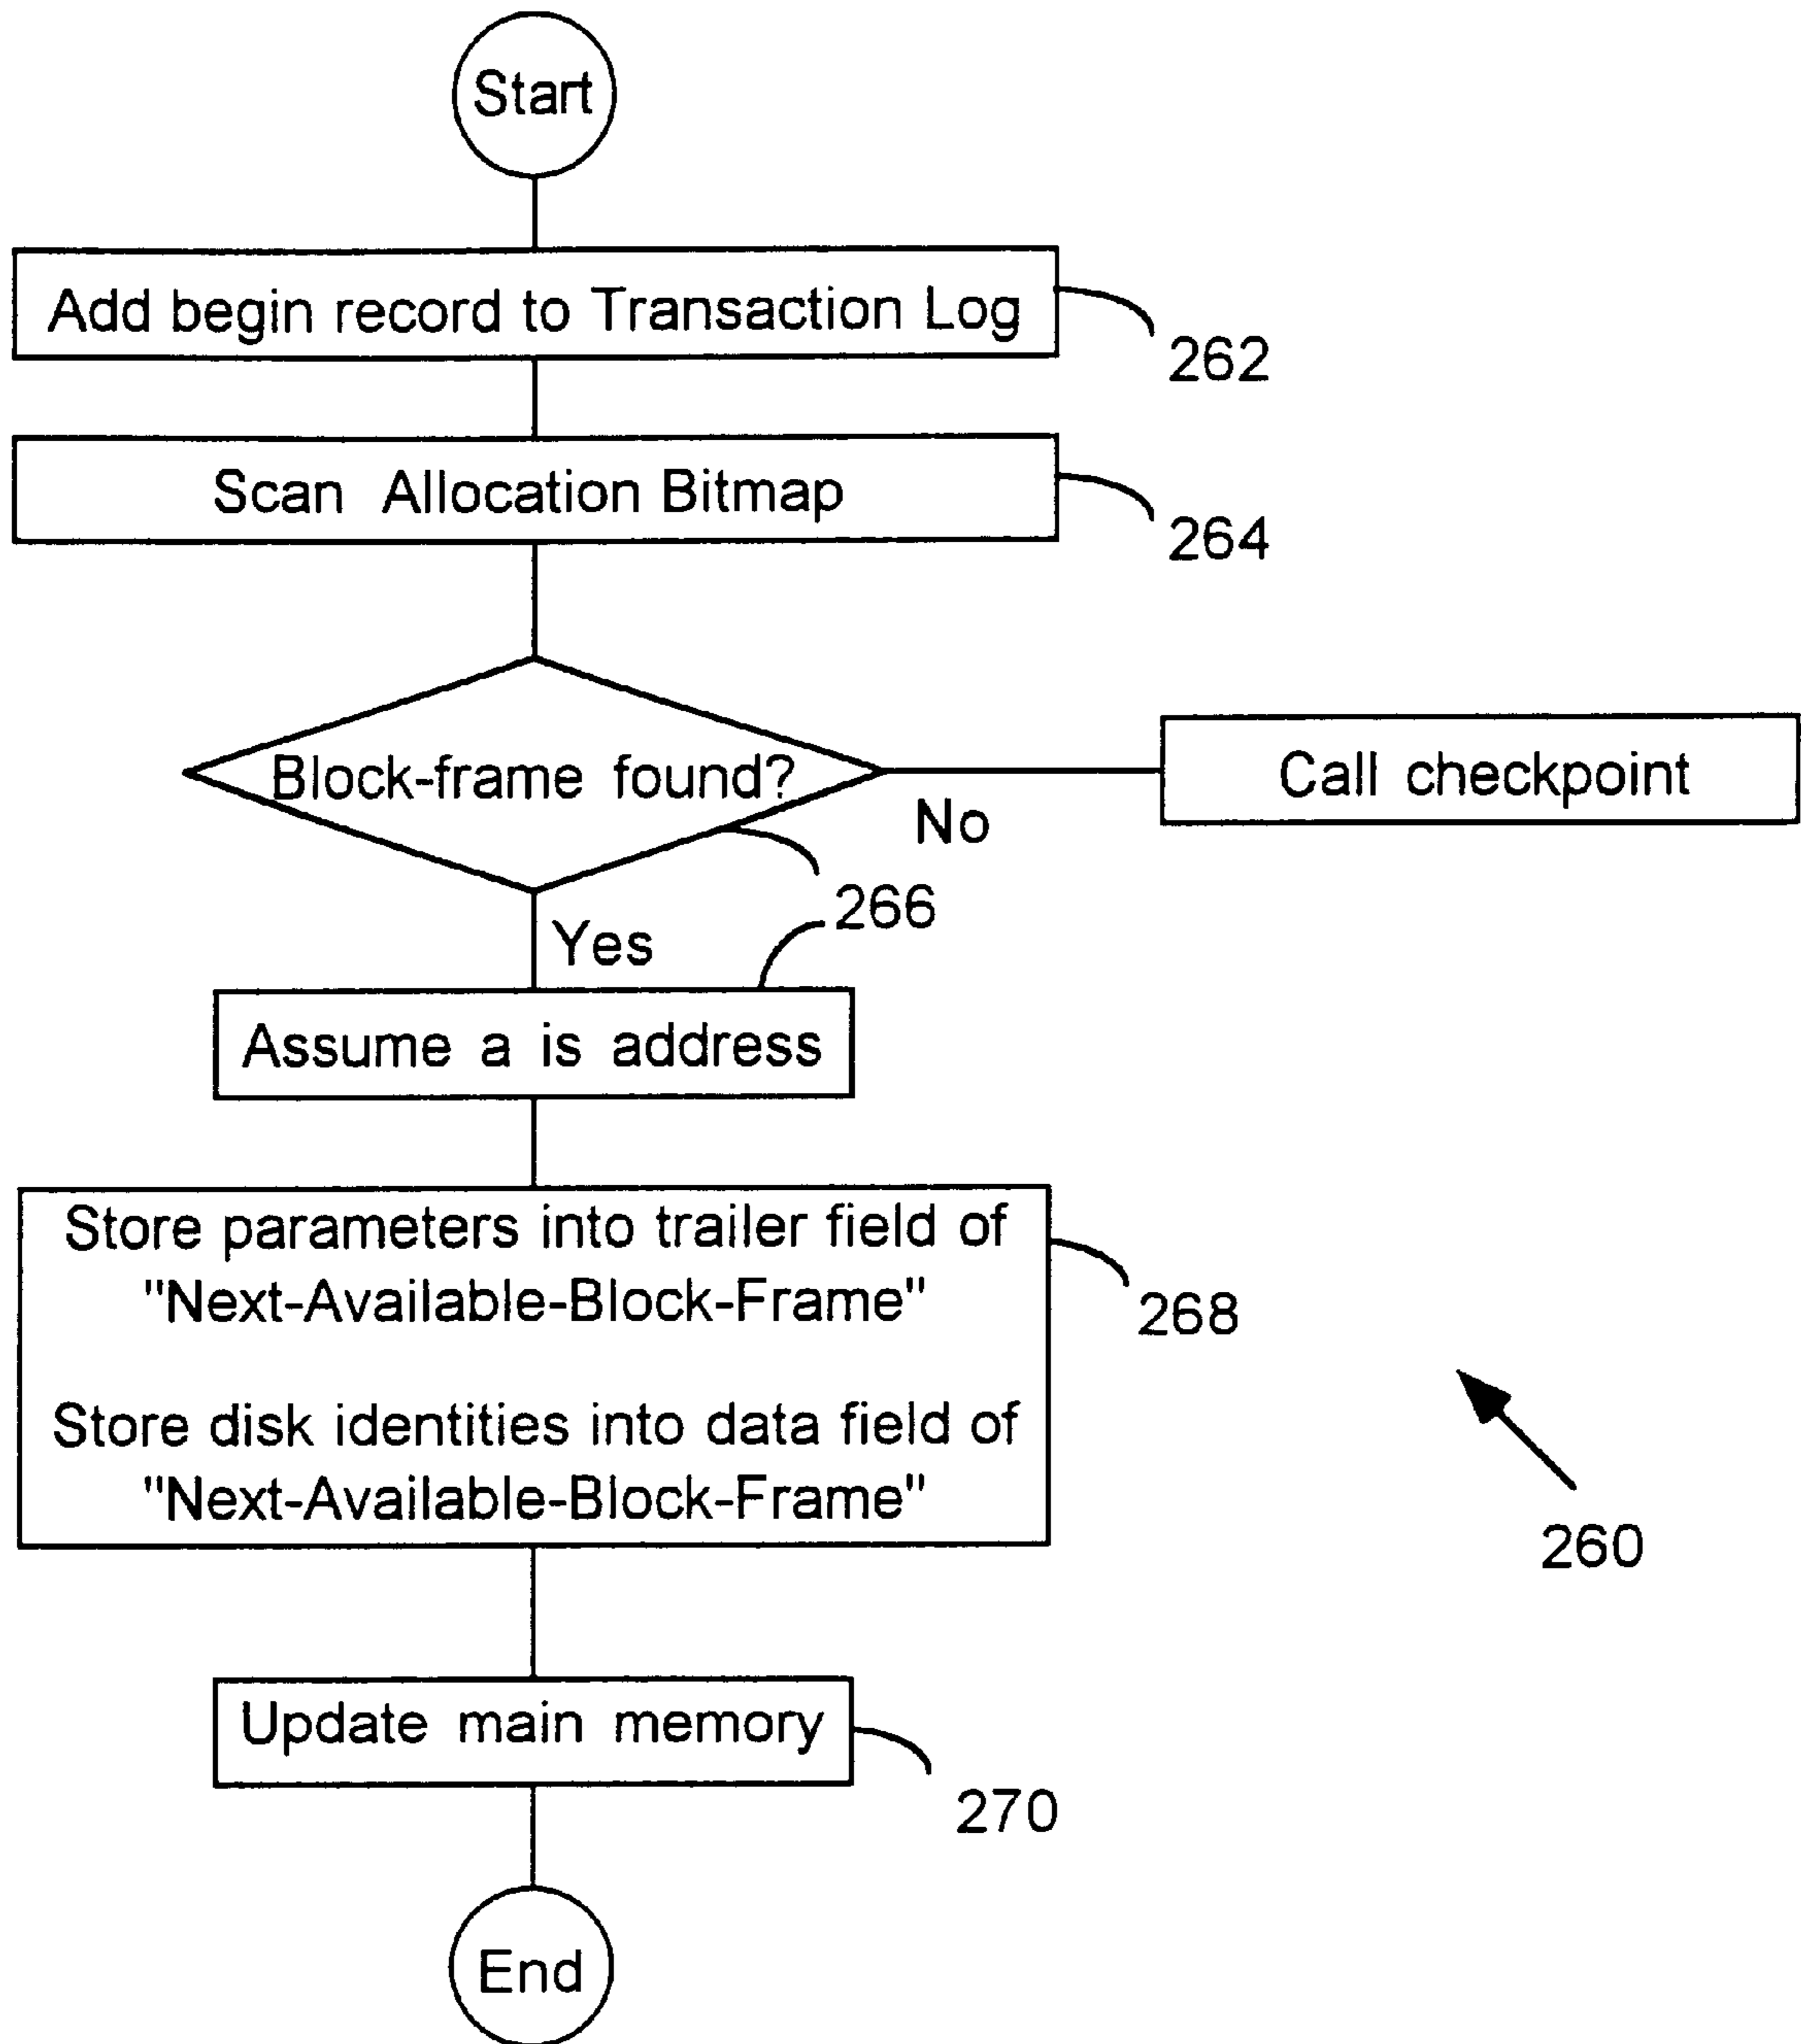 Start
Add begin record to Transaction Log
262
Scan Allocation Bitmap
264
Block-frame found?
No
Call checkpoint
266
Yes
Assume a is address
Store parameters into trailer field of
"Next-Available-Block-Frame"
268
Store disk identities into data field of
"Next-Available-Block-Frame"
260
Update main memory
270
End